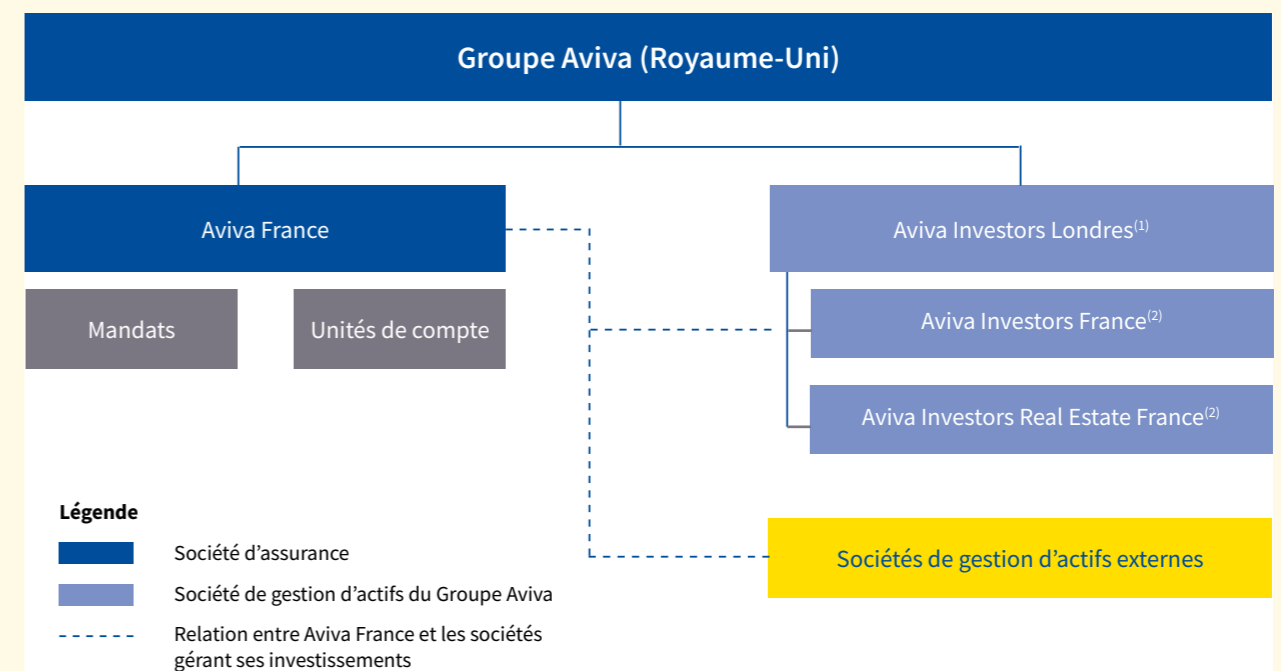 Groupe Aviva (Royaume-Uni)
Aviva France
Aviva Investors Londres(1)
Mandats
Unités de compte
Aviva Investors France(2)
Aviva Investors Real Estate France(2)
Sociétés de gestion d’actifs externes
Légende
Société d’assurance
Société de gestion d’actifs du Groupe Aviva
Relation entre Aviva France et les sociétés
gérant ses investissements